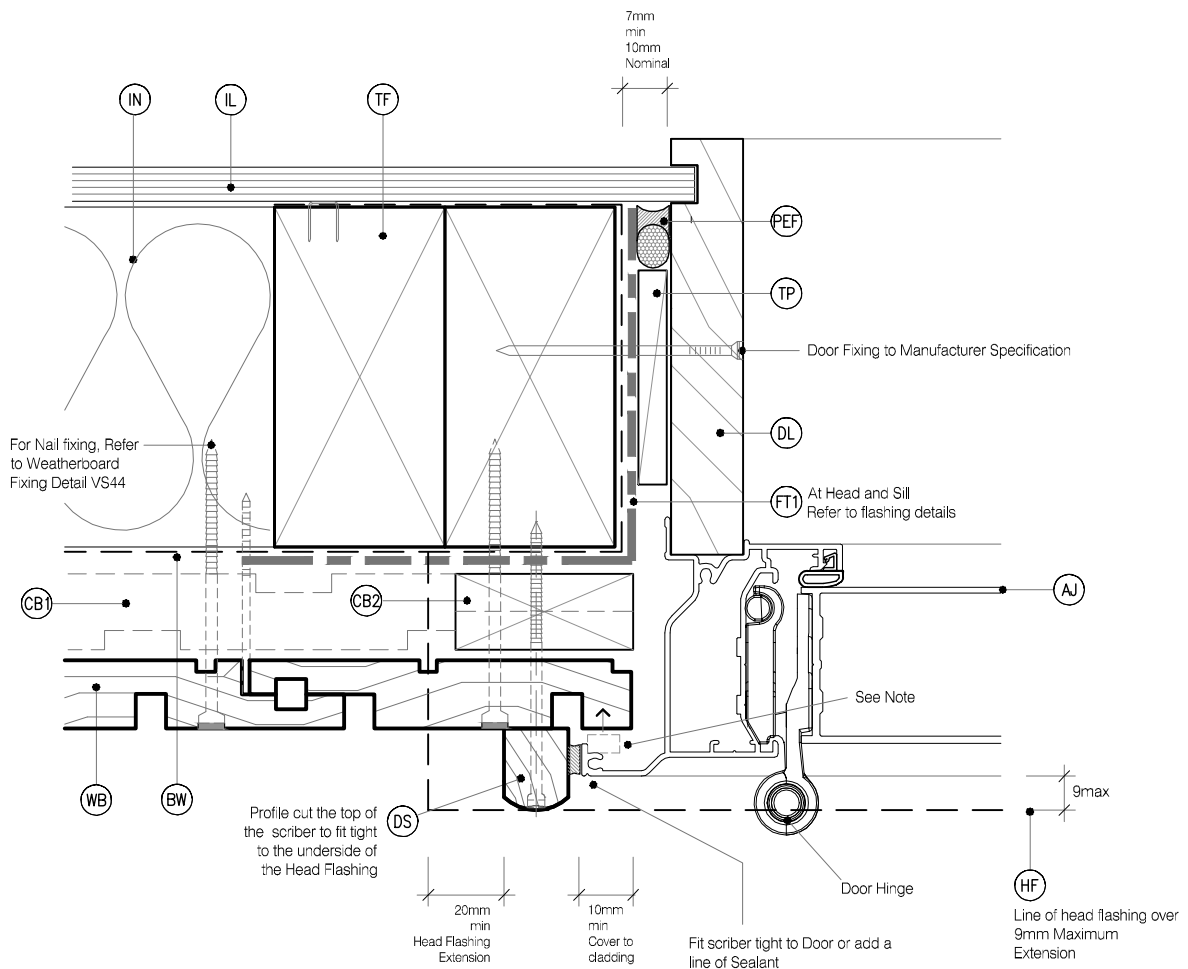 7mm
min
10mm
Nominal
IN
IL
TF
PEF
TP
Door Fixing to Manufacturer Specification
For Nail fixing, Refer
to Weatherboard
Fixing Detail VS44
DL
FT1
At Head and Sill
Refer to flashing details
CB1
CB2
AJ
See Note
WB
BW
DS
Profile cut the top of
the scriber to fit tight
to the underside of
the Head Flashing
9max
HF
Line of head flashing over
9mm Maximum
Extension
Door Hinge
20mm
min
Head Flashing
Extension
10mm
min
Cover to
cladding
Fit scriber tight to Door or add a
line of Sealant